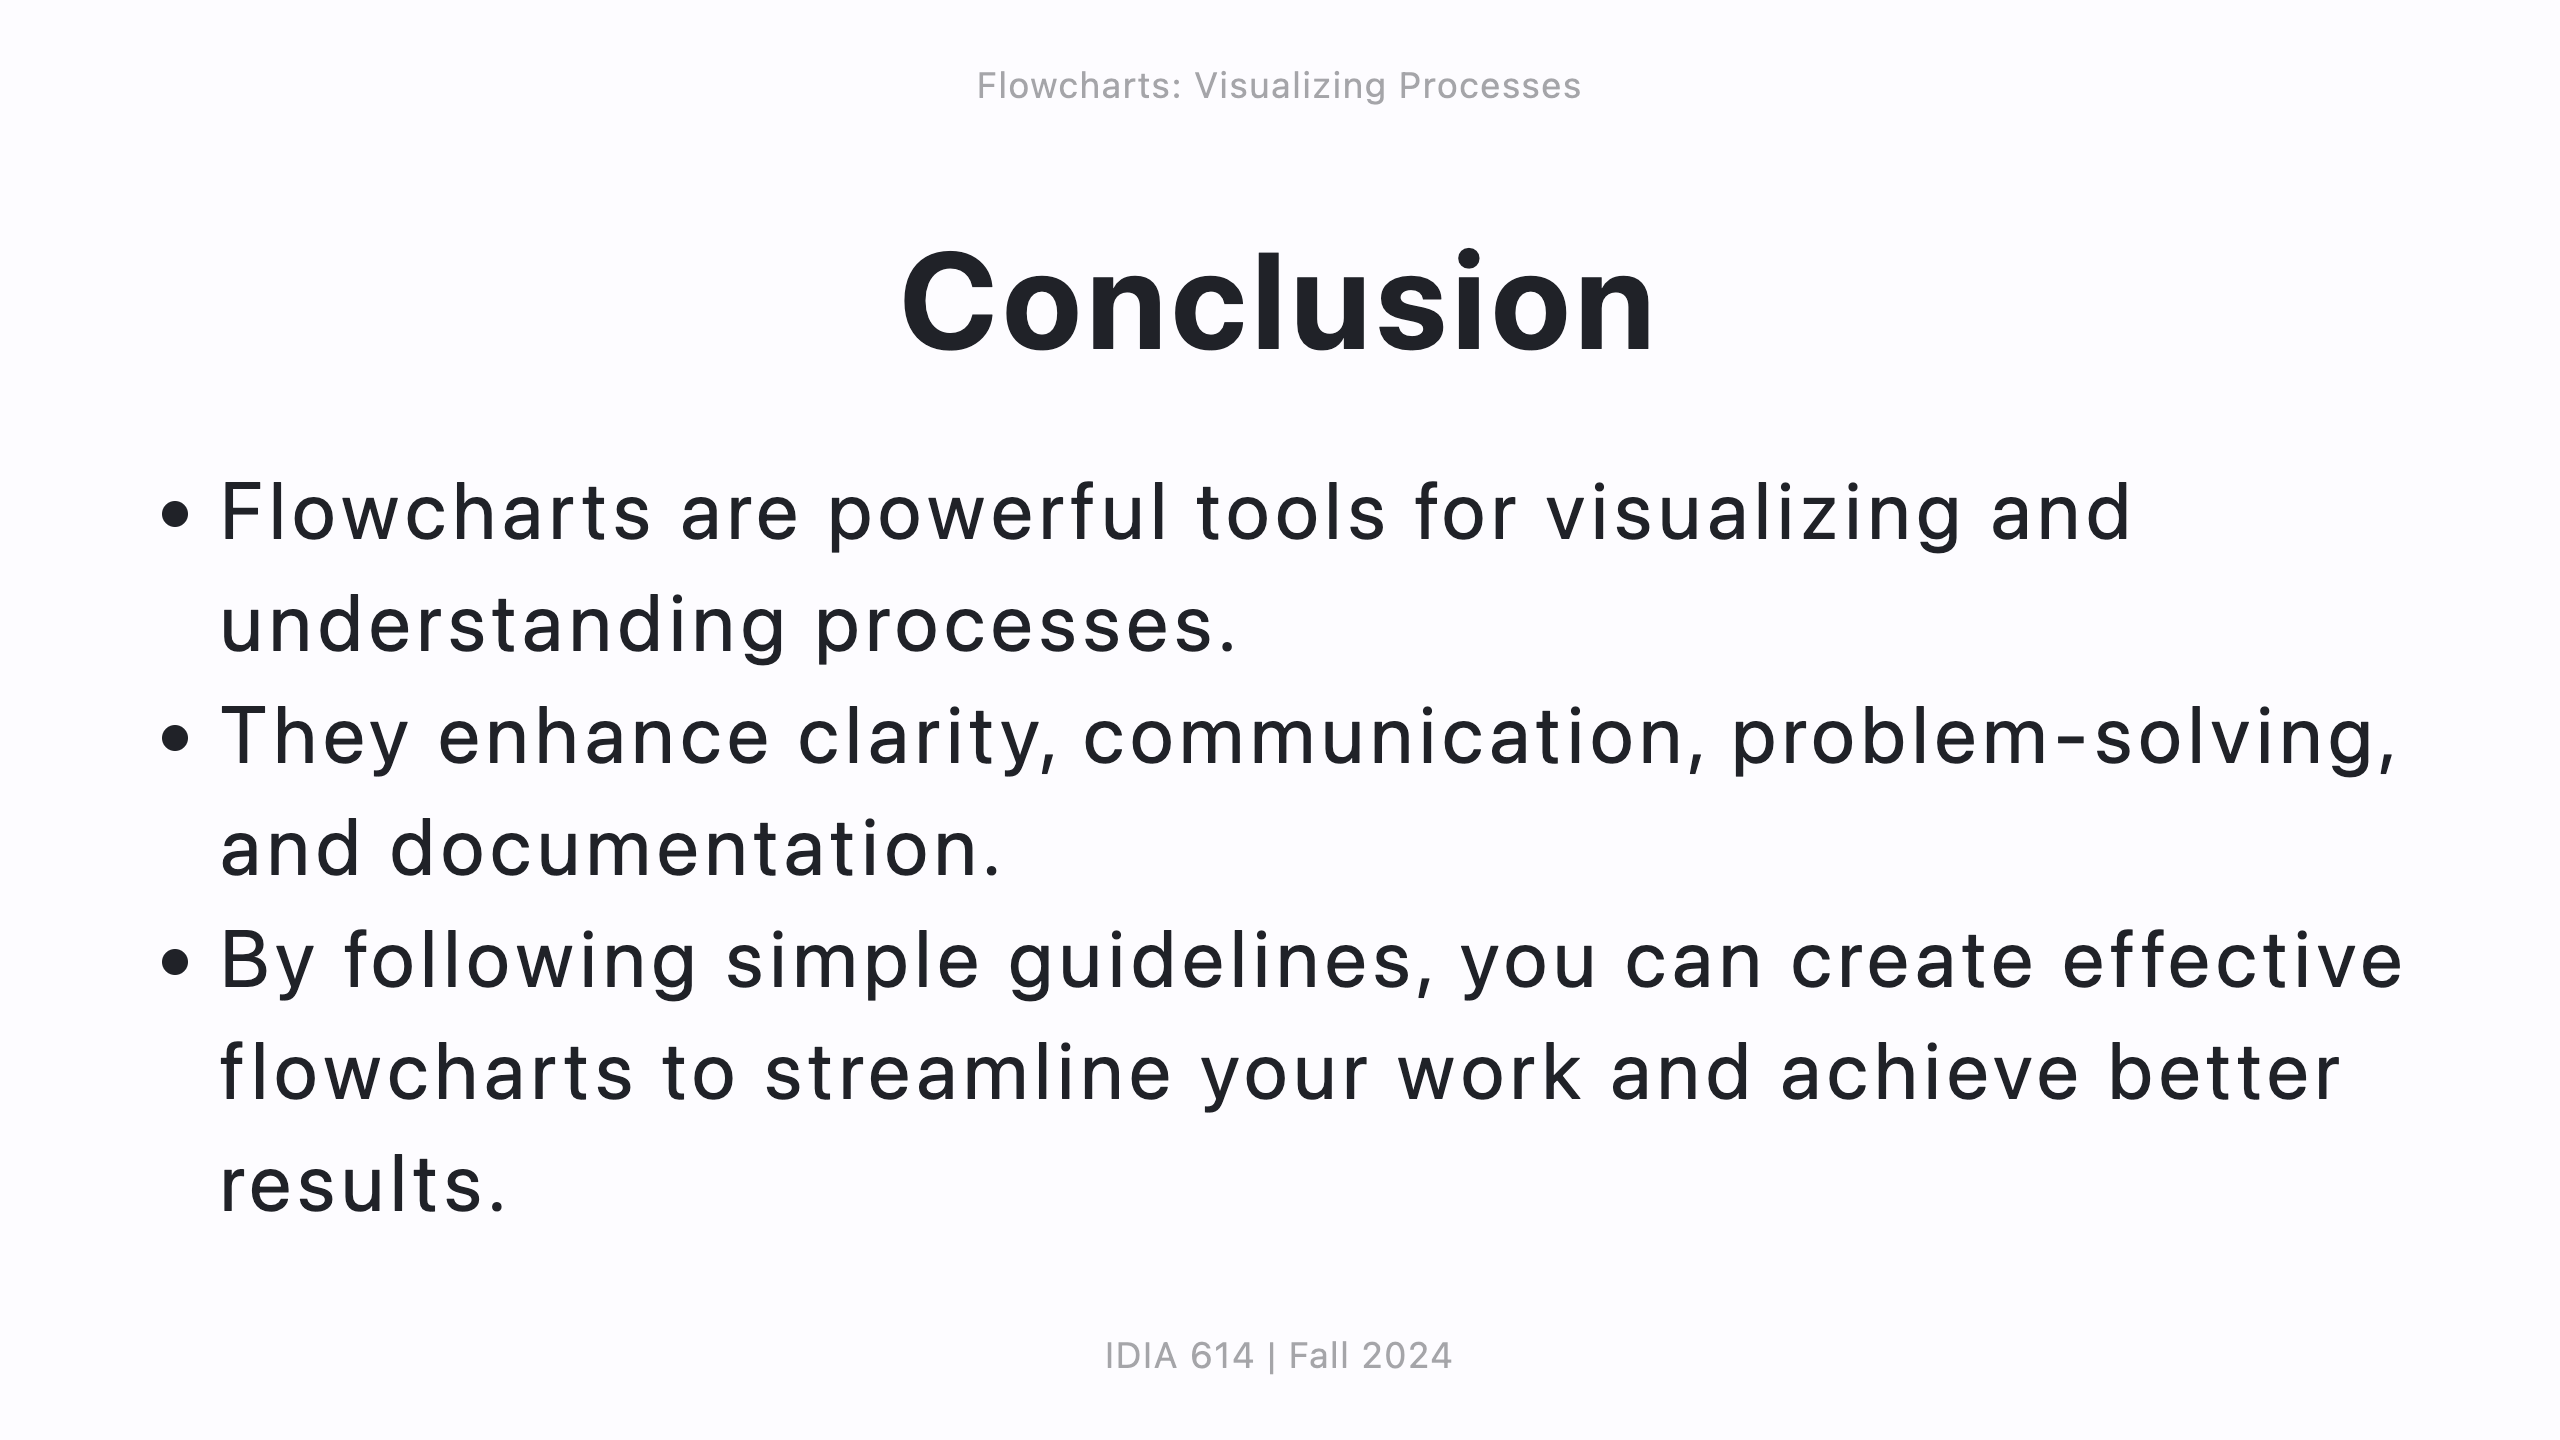 Flowcharts: Visualizing Processes
Conclusion
• Flowcharts are powerful tools for visualizing and
understanding processes.
• They enhance clarity, communication, problem-solving,
and documentation.
• By following simple guidelines, you can create effective
flowcharts to streamline your work and achieve better
results.
IDIA 614 | Fall 2024